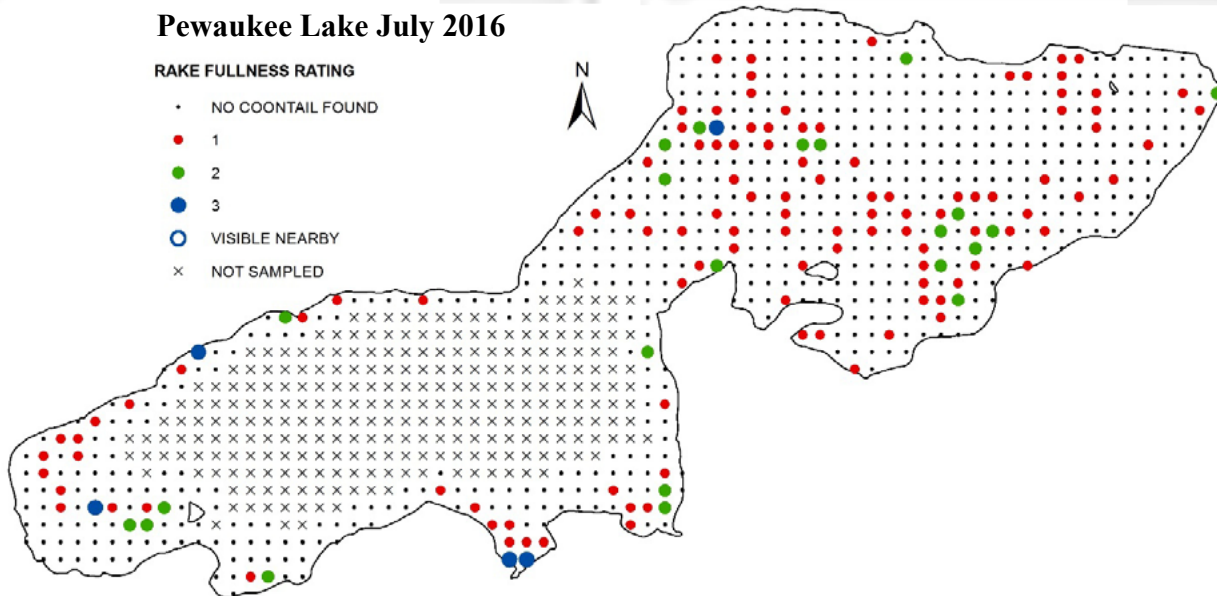 Pewaukee Lake July 2016
RAKE FULLNESS RATING
N
NO COONTAIL FOUND
1
2
3
VISIBLE NEARBY
NOT SAMPLED